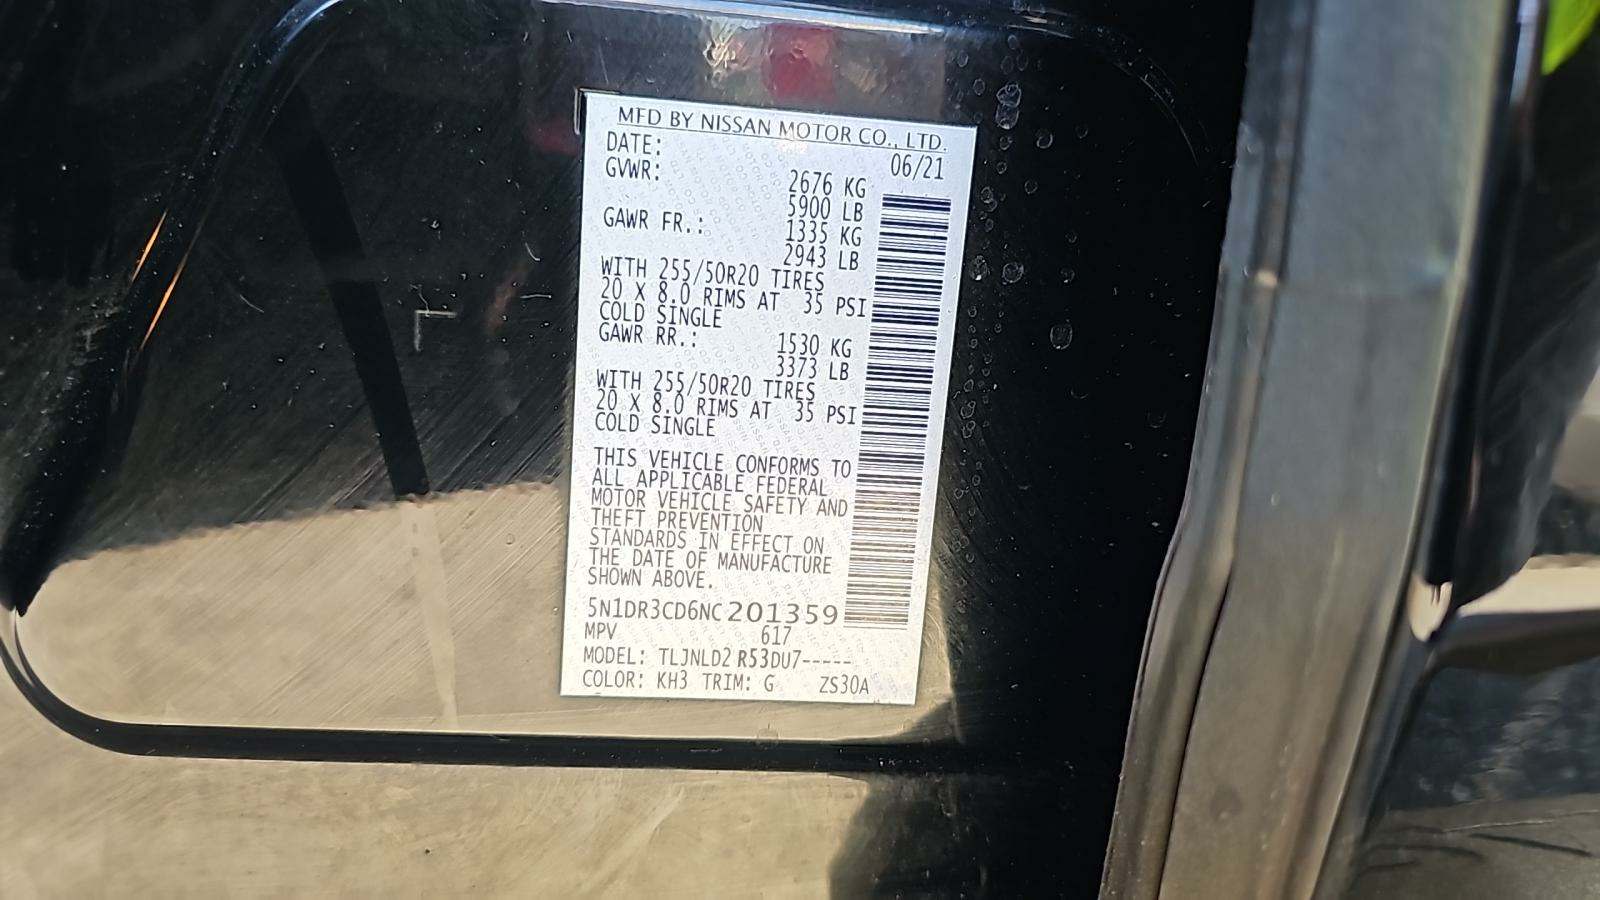 MFD BY NISSAN MOTOR CO., LTD.
DATE: 06/21
GVWR: 2676 KG
5900 LB
GAWR FR.: 1335 KG
2943 LB
WITH 255/50R20 TIRES
20 X 8.0 RIMS AT 35 PSI
COLD SINGLE
GAWR RR.: 1530 KG
3373 LB
WITH 255/50R20 TIRES
20 X 8.0 RIMS AT 35 PSI
COLD SINGLE
THIS VEHICLE CONFORMS TO
ALL APPLICABLE FEDERAL
MOTOR VEHICLE SAFETY AND
THEFT PREVENTION
STANDARDS IN EFFECT ON
THE DATE OF MANUFACTURE
SHOWN ABOVE.
5N1DR3CD6NC201359
MPV 617
MODEL: TLJNLD2 R53DU7-----
COLOR: KH3 TRIM: G ZS30A